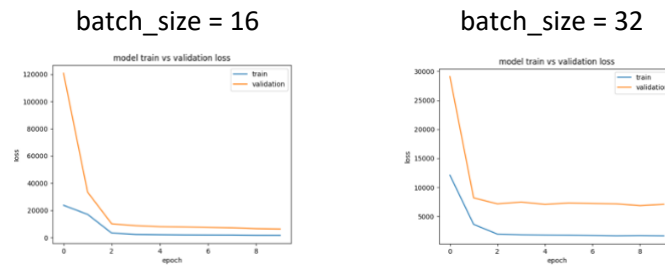 batch_size = 16
model train vs validation loss
train
validation
120000
100000
80000
60000
40000
20000
0
loss
0 2 4 6 8
epoch
batch_size = 32
model train vs validation loss
train
validation
30000
25000
20000
15000
10000
5000
loss
0 2 4 6 8
epoch